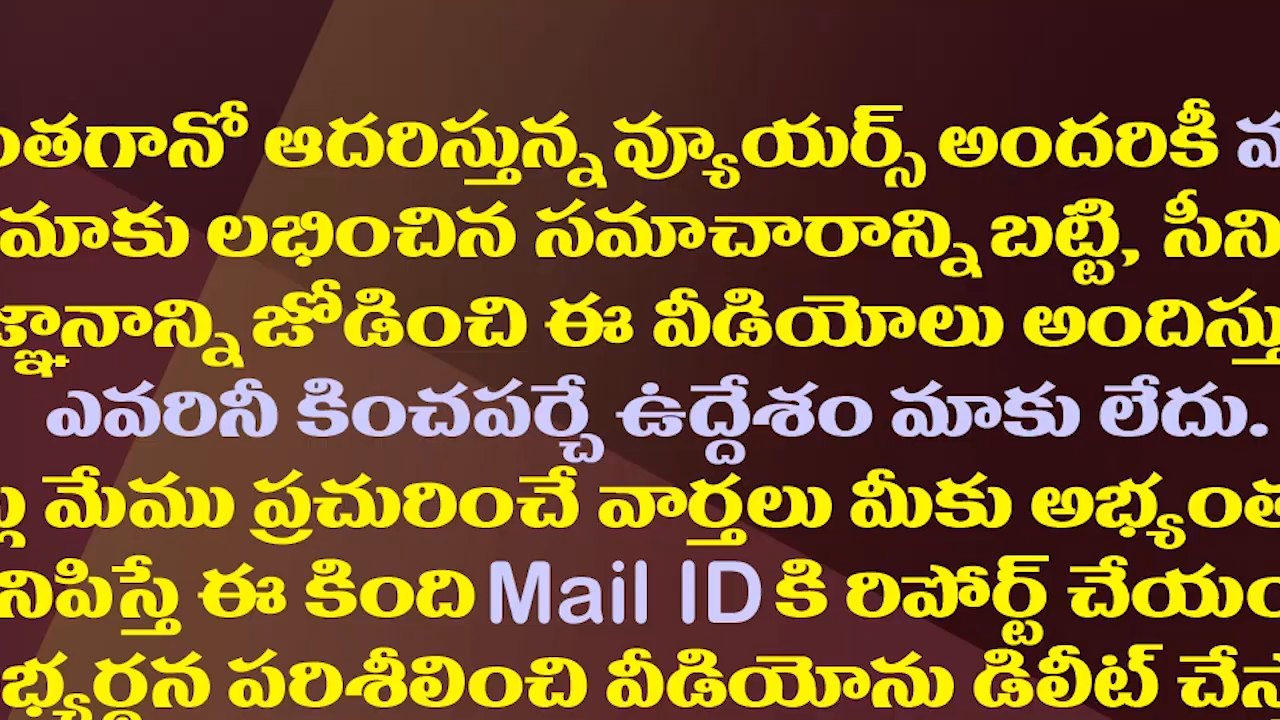 ంతగానో ఆదరిస్తున్న వ్యూయర్స్ అందరికీ
మాకు లభించిన సమాచారాన్ని బట్టి, సీని
జ్ఞానాన్ని జోడించి ఈ వీడియోలు అందిస్తు
ఎవరినీ కించపర్చే ఉద్దేశం మాకు లేదు.
మేము ప్రచురించే వార్తలు మీకు అభ్యంత
నిపిస్తే ఈ కింది Mail ID కి రిపోర్ట్ చేయం
భ్యర్థన పరిశీలించి వీడియోను డిలీట్ చేస